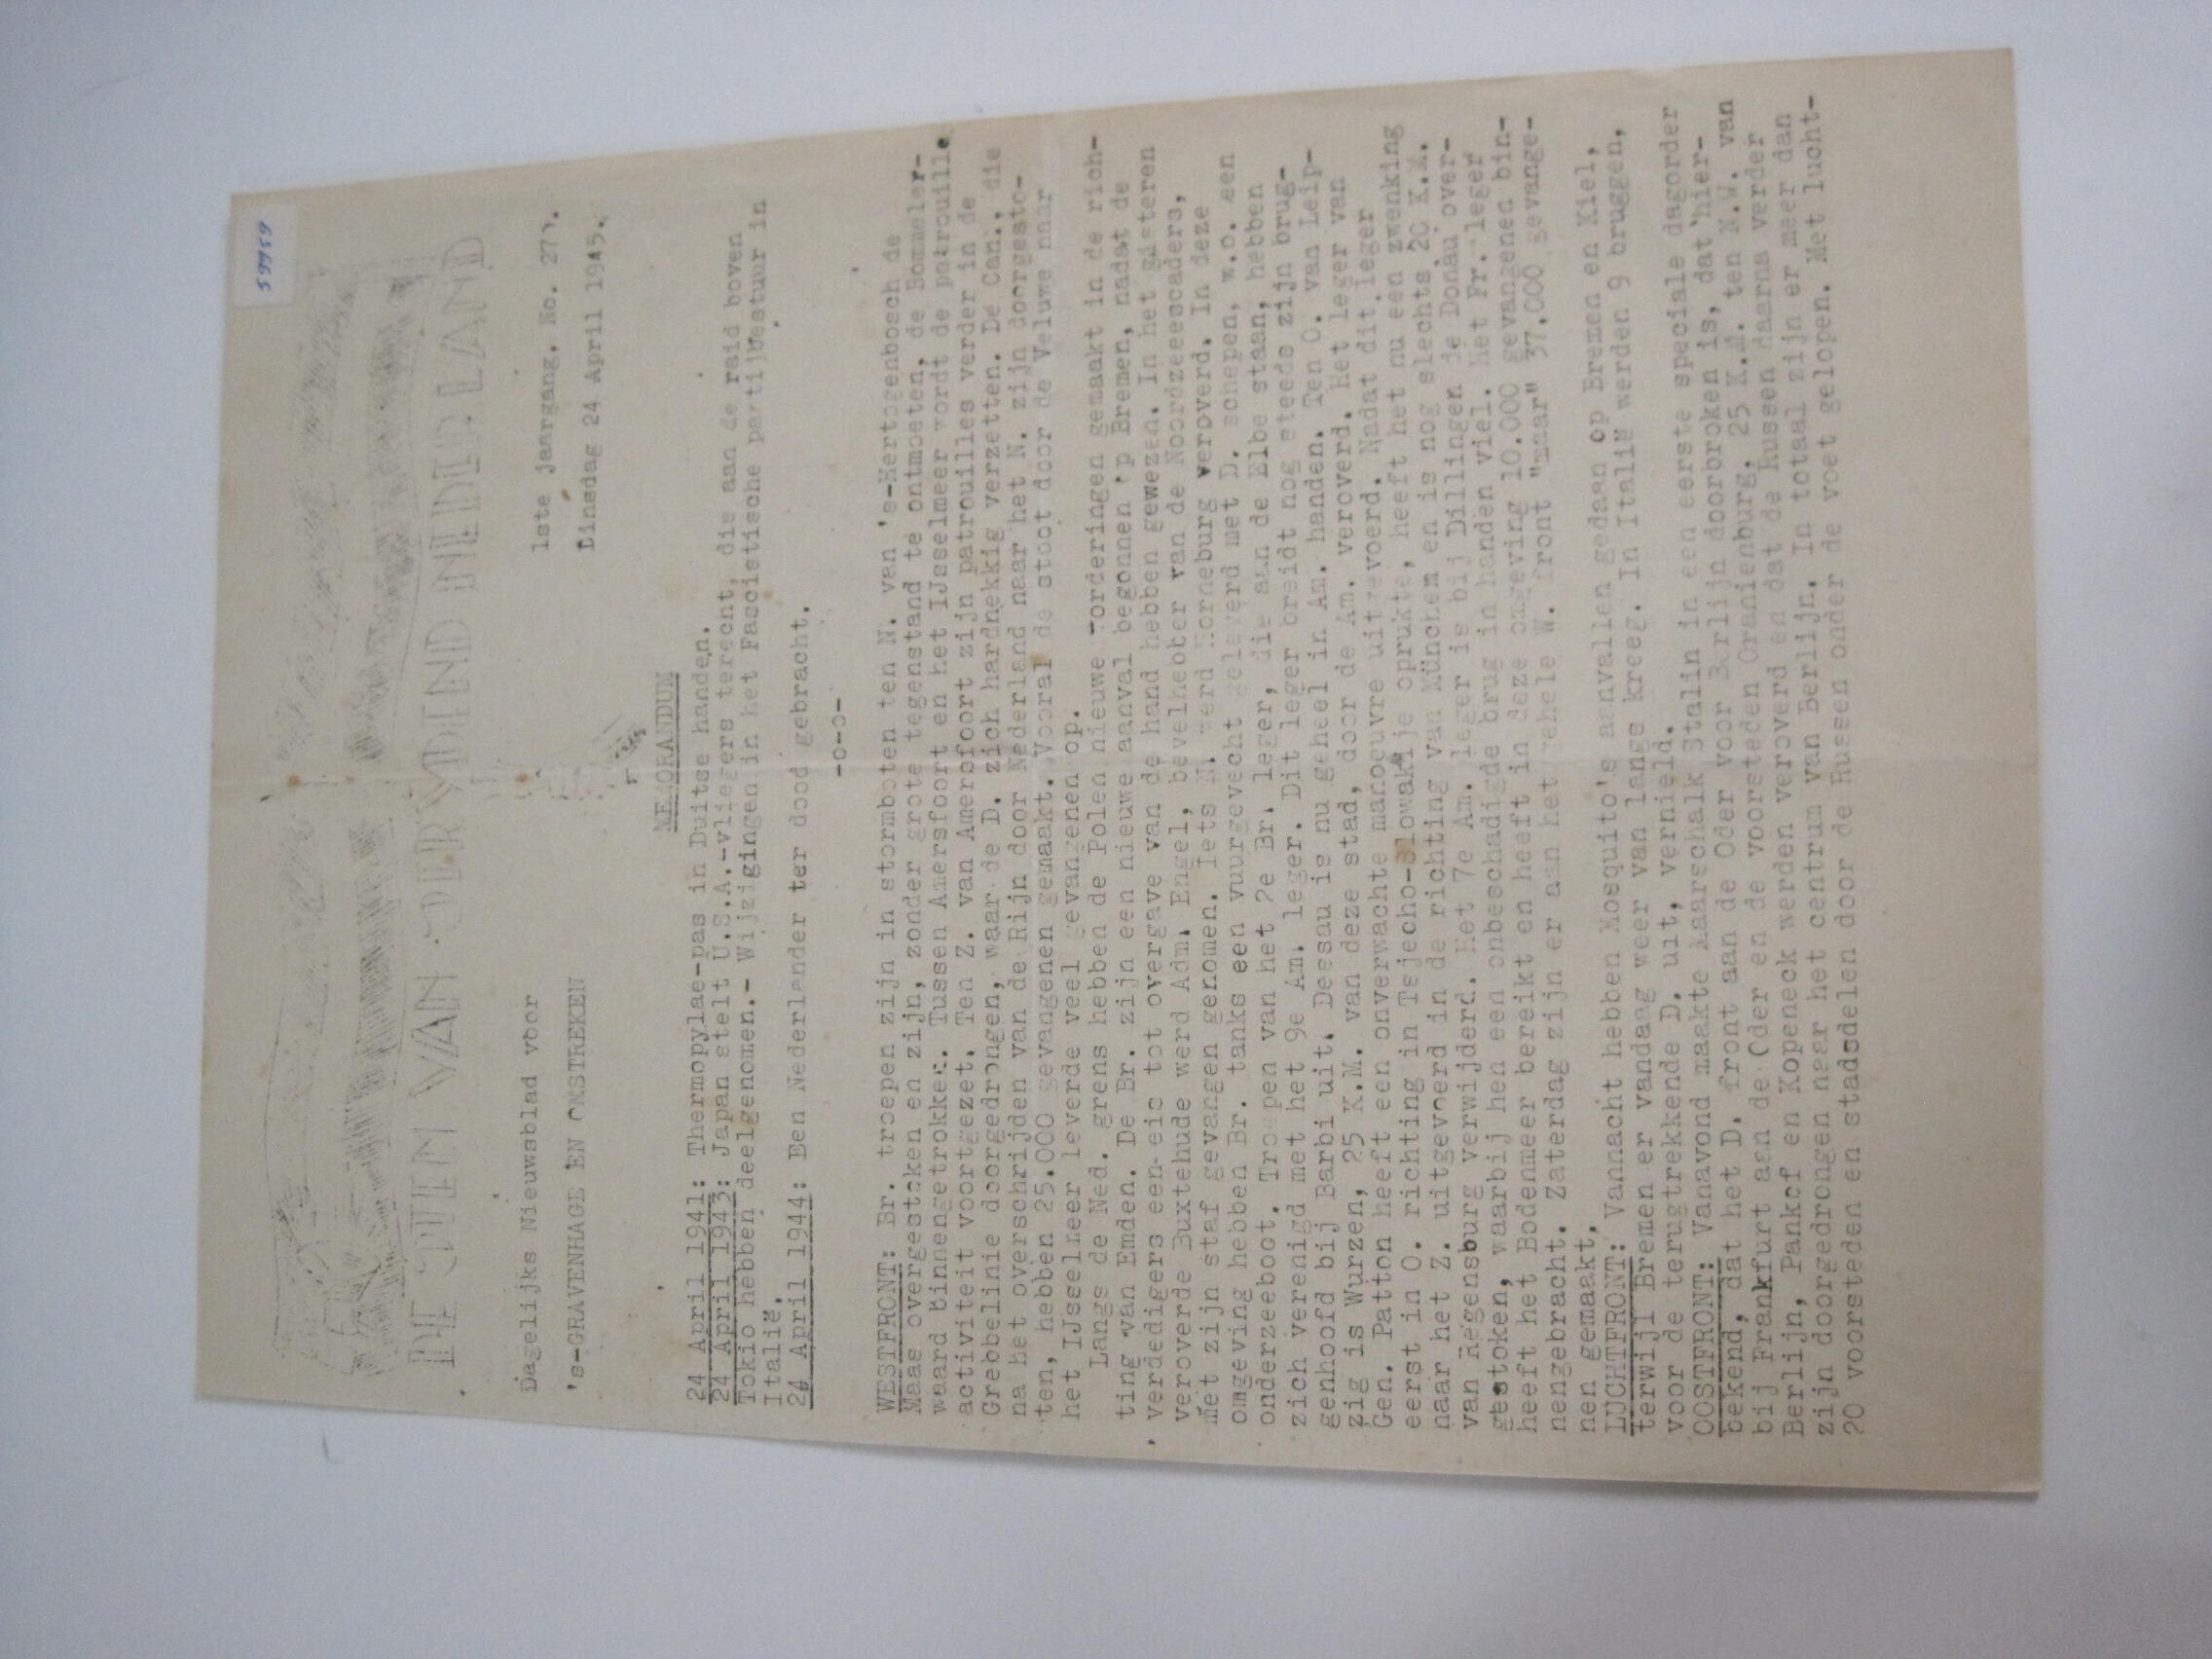 59959
DE STEM VAN STERVEND NEDERLAND
Dagelijks Nieuwsblad voor 1ste jaargang. No.
's-GRAVENHAGE EN OMSTREKEN Dinsdag 24 April 1945.
MEMORANDUM
24 April 1941: Thermopylae-pas in Duitse handen.
24 April 1943: Japan stelt U.S.A.-vliegers terecht, die aan de raid boven
Tokio hebben deelgenomen.- Wijzigingen in het Fascistische partijbestuur in
Italië.
24 April 1944: Een Nederlander ter dood gebracht.
-o-o-
WESTFRONT: Br. troepen zijn in stormboten ten N. van 's-Hertogenbosch de
Maas overgestoken en zijn, zonder grote tegenstand te ontmoeten, de Bommeler-
waard binnengetrokken. Tussen Amersfoort en het IJsselmeer wordt de patrouille
activiteit voortgezet. Ten Z. van Amersfoort zijn patrouilles verder in de
Grebbelinie doorgedrongen, waar de D. zich hardnekkig verzetten. De Can., die
na het overschrijden van de Rijn door Nederland naar het N. zijn doorgesto-
ten, hebben 25.000 gevangenen gemaakt. Vooral de stoot door de Veluwe naar
het IJsselmeer leverde veel gevangenen op.
Langs de Ned. grens hebben de Polen nieuwe vorderingen gemaakt in de rich-
ting van Emden. De Br. zijn een nieuwe aanval begonnen op Bremen, nadat de
verdedigers een eis tot overgave van de hand hebben gewezen. In het gisteren
veroverde Buxtehude werd Adm. Engel, bevelhebber van de Noordzeeescaders,
met zijn staf gevangen genomen. Iets N. werd Horneburg veroverd. In deze
omgeving hebben Br. tanks een vuurgevecht geleverd met D. schepen, w.o. een
onderzeeboot. Troepen van het 2e Br. leger, die aan de Elbe staan, hebben
zich verenigd met het 9e Am. leger. Dit leger breidt nog steeds zijn brug-
genhoofd bij Barbi uit. Dessau is nu geheel in Am. handen. Ten O. van Leip-
zig is Wurzen, 25 K.M. van deze stad, door de Am. veroverd. Het leger van
Gen. Patton heeft een onverwachte manoeuvre uitgevoerd. Nadat dit leger
eerst in O. richting in Tsjecho-Slowakije oprukte, heeft het nu een zwenking
naar het Z. uitgevoerd in de richting van München en is nog slechts 20 K.M.
van Regensburg verwijderd. Het 7e Am. leger is bij Dillingen de Donau over-
gestoken, waarbij hen een onbeschadigde brug in handen viel. Het Fr. leger
heeft het Bodenmeer bereikt en heeft in deze omgeving 10.000 gevangenen bin-
nengebracht. Zaterdag zijn er aan het gehele W. front "maar" 37.000 gevange-
nen gemaakt.
LUCHTFRONT: Vannacht hebben Mosquito's aanvallen gedaan op Bremen en Kiel,
terwijl Bremen er vandaag weer van langs kreeg. In Italië werden 9 bruggen,
voor de terugtrekkende D. uit, vernield.
OOSTFRONT: Vanavond maakte Maarschalk Stalin in een eerste speciale dagorder
bekend, dat het D. front aan de Oder voor Berlijn doorbroken is, dat hier-
bij Frankfurt aan de Oder en de voorsteden Oranienburg, 25 K.M. ten N.W. van
Berlijn, Pankof en Kopeneck werden veroverd en dat de Russen daarna verder
zijn doorgedrongen naar het centrum van Berlijn. In totaal zijn er meer dan
20 voorsteden en stadsdelen door de Russen onder de voet gelopen. Met lucht-